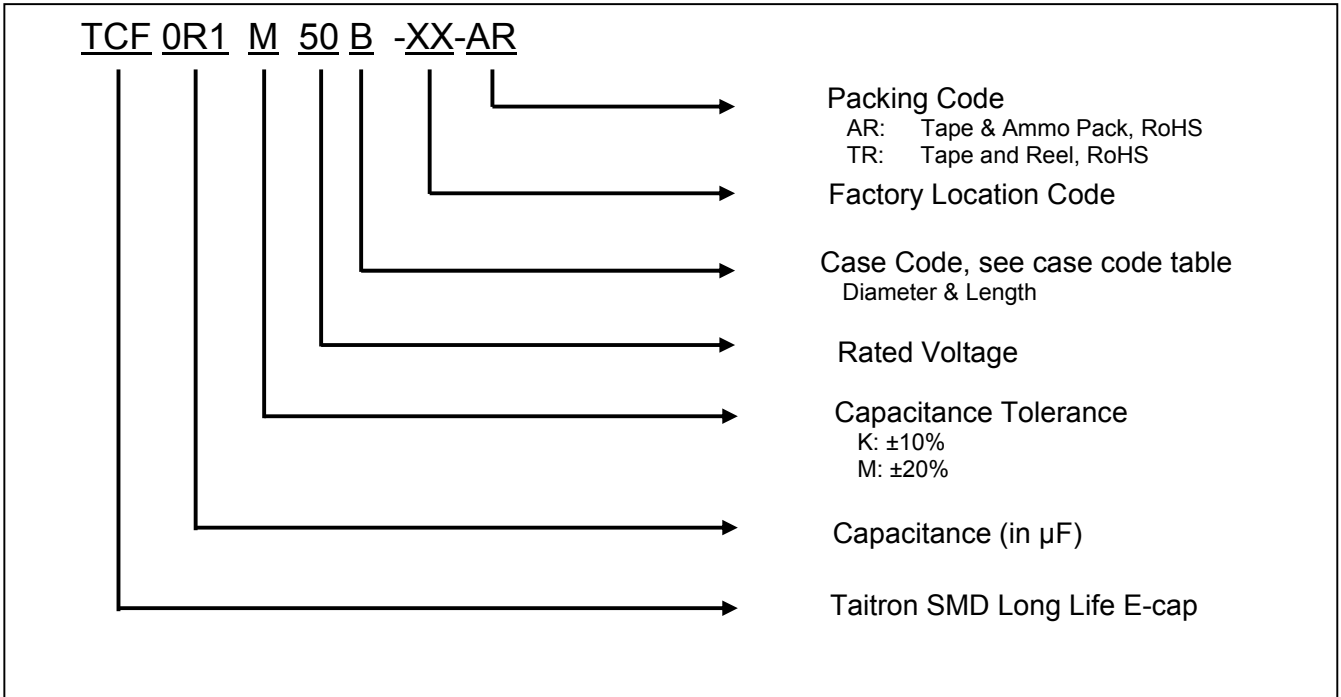 TCF 0R1 M 50 B -XX-AR
Packing Code
AR: Tape & Ammo Pack, RoHS
TR: Tape and Reel, RoHS
Factory Location Code
Case Code, see case code table
Diameter & Length
Rated Voltage
Capacitance Tolerance
K: ±10%
M: ±20%
Capacitance (in µF)
Taitron SMD Long Life E-cap